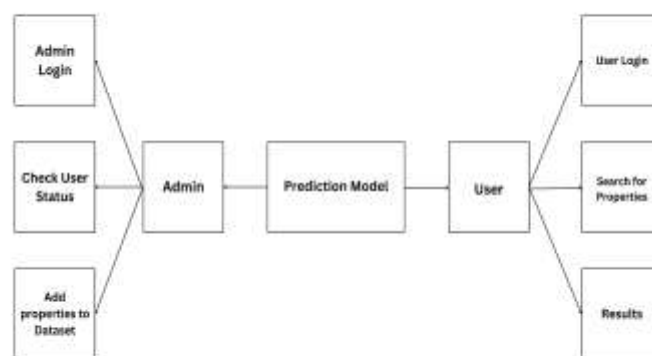 Admin
Login
User Login
Check User
Status
Admin
Prediction Model
User
Search for
Properties
Add
properties to
Dataset
Results